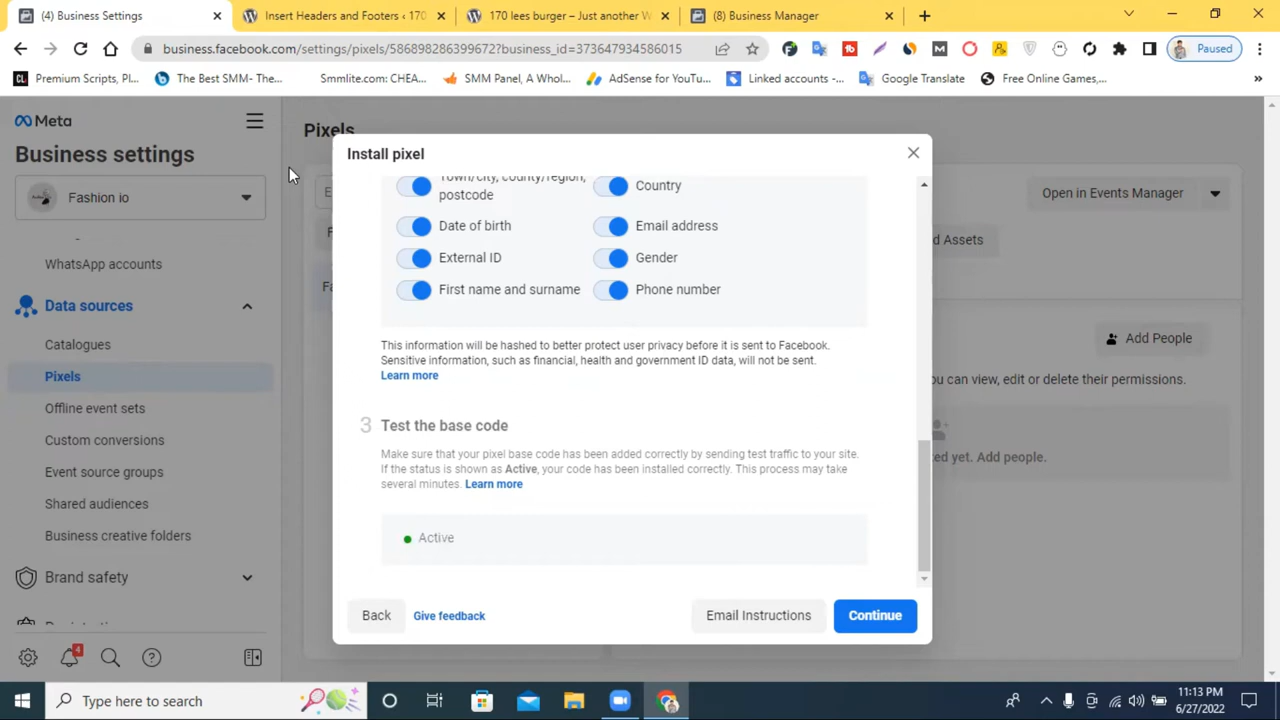 (4) Business Settings
Insert Headers and Footers ‹ 170
170 lees burger – Just another W
(8) Business Manager
business.facebook.com/settings/pixels/586898286399672?business_id=373647934586015
Paused
Premium Scripts, Pl...
The Best SMM- The...
Smmlite.com: CHEA...
SMM Panel, A Whol...
AdSense for YouTu...
Linked accounts -...
Google Translate
Free Online Games,...
Meta
Business settings
Fashion io
WhatsApp accounts
Data sources
Catalogues
Pixels
Offline event sets
Custom conversions
Event source groups
Shared audiences
Business creative folders
Brand safety
4
Pixels
Open in Events Manager
d Assets
Add People
ou can view, edit or delete their permissions.
ted yet. Add people.
Install pixel
Town/city, county/region, postcode
Country
Date of birth
Email address
External ID
Gender
First name and surname
Phone number
This information will be hashed to better protect user privacy before it is sent to Facebook.
Sensitive information, such as financial, health and government ID data, will not be sent.
Learn more
3 Test the base code
Make sure that your pixel base code has been added correctly by sending test traffic to your site.
If the status is shown as Active, your code has been installed correctly. This process may take
several minutes. Learn more
Active
Back
Give feedback
Email Instructions
Continue
Type here to search
11:13 PM
6/27/2022